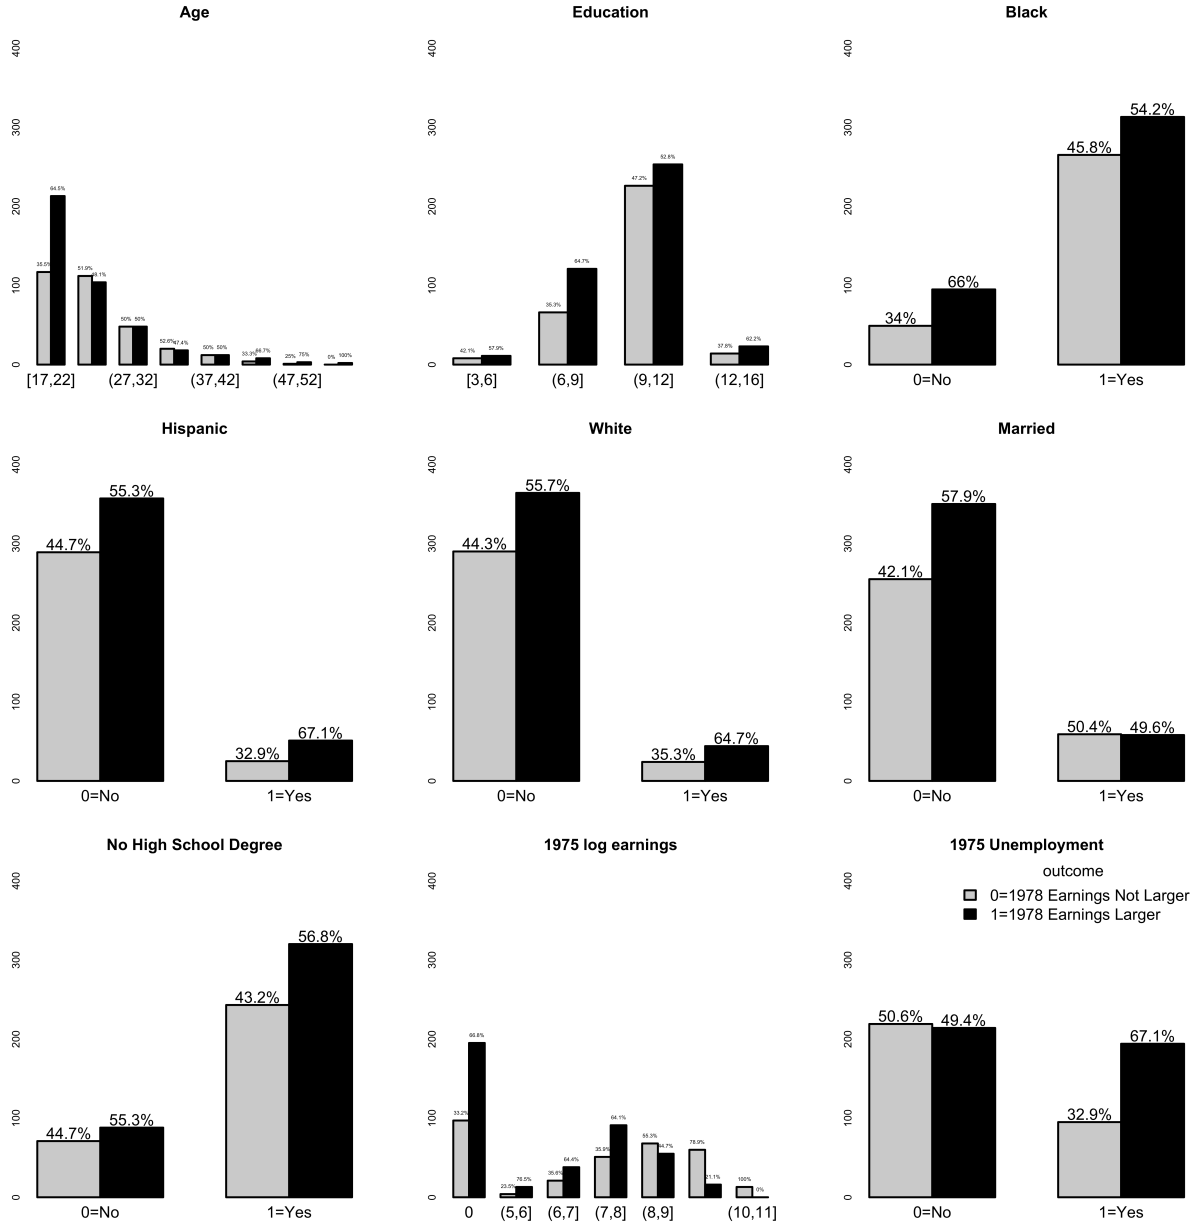 Age
400
300
200
100
0
35.5% 64.5% 51.9% 48.1% 50% 50% 52.6% 47.4% 50% 50% 33.3% 66.7% 25% 75% 0% 100%
[17,22] (27,32] (37,42] (47,52]
Education
400
300
200
100
0
42.1% 57.9% 35.3% 64.7% 47.2% 52.8% 37.8% 62.2%
[3,6] (6,9] (9,12] (12,16]
Black
400
300
200
100
0
34% 66% 45.8% 54.2%
0=No 1=Yes
Hispanic
400
300
200
100
0
44.7% 55.3% 32.9% 67.1%
0=No 1=Yes
White
400
300
200
100
0
44.3% 55.7% 35.3% 64.7%
0=No 1=Yes
Married
400
300
200
100
0
42.1% 57.9% 50.4% 49.6%
0=No 1=Yes
No High School Degree
400
300
200
100
0
44.7% 55.3% 43.2% 56.8%
0=No 1=Yes
1975 log earnings
400
300
200
100
0
33.2% 66.8% 23.5% 76.5% 35.6% 64.4% 35.9% 64.1% 55.3% 44.7% 78.9% 21.1% 100% 0%
0 (5,6] (6,7] (7,8] (8,9] (10,11]
1975 Unemployment
outcome
0=1978 Earnings Not Larger
1=1978 Earnings Larger
400
300
200
100
0
50.6% 49.4% 32.9% 67.1%
0=No 1=Yes